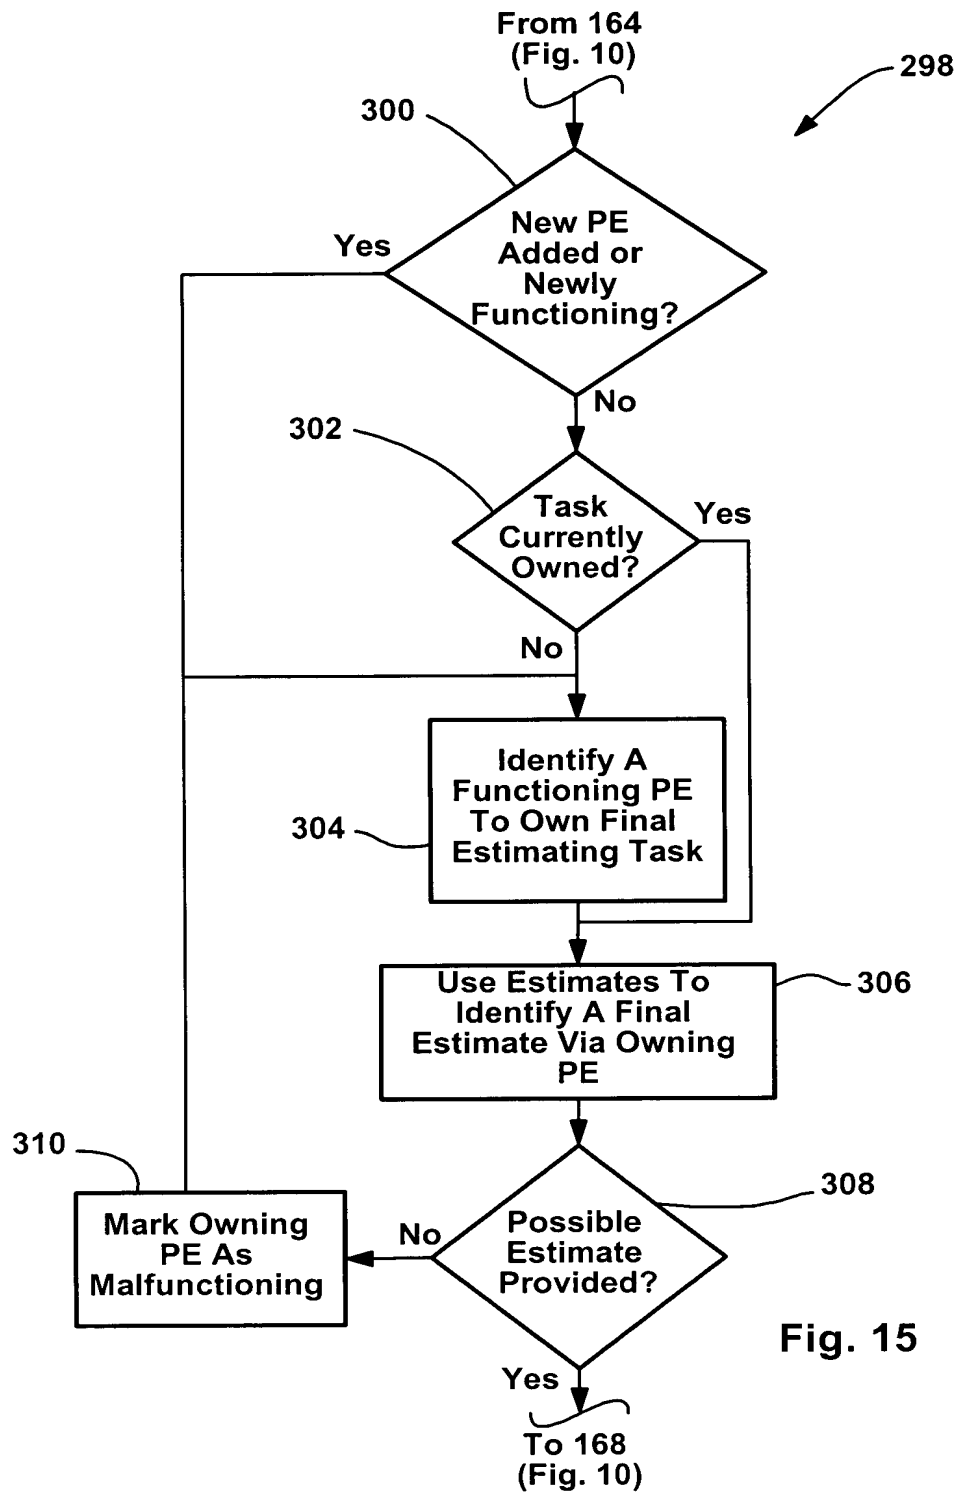 From 164
(Fig. 10)
298
300
New PE
Added or
Newly
Functioning?
Yes
No
302
Task
Currently
Owned?
Yes
No
304
Identify A
Functioning PE
To Own Final
Estimating Task
Use Estimates To
Identify A Final
Estimate Via Owning
PE
306
310
Mark Owning
PE As
Malfunctioning
No
Possible
Estimate
Provided?
308
Yes
Fig. 15
To 168
(Fig. 10)